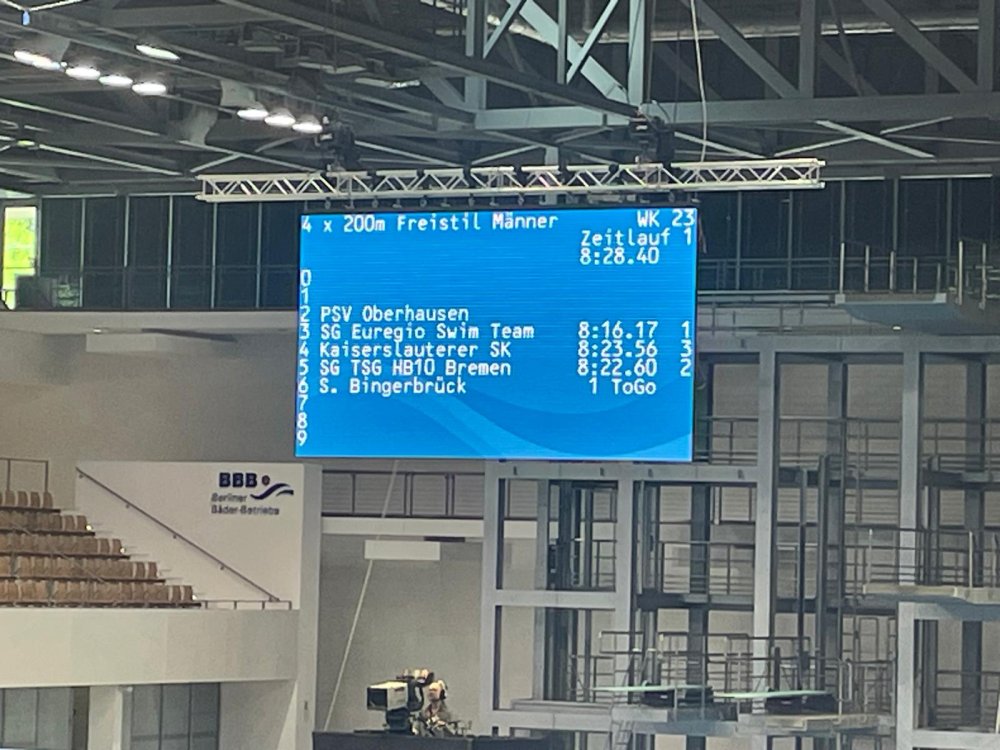 4 x 200m Freistil Männer WK 23
Zeitlauf 1
8:28.40
0
1
2 PSV Oberhausen
3 SG Euregio Swim Team 8:16.17 1
4 Kaiserslauterer SK 8:23.56 3
5 SG TSG HB10 Bremen 8:22.60 2
6 S. Bingerbrück 1 ToGo
7
8
9
BBB
Berliner
Bäder-Betriebe